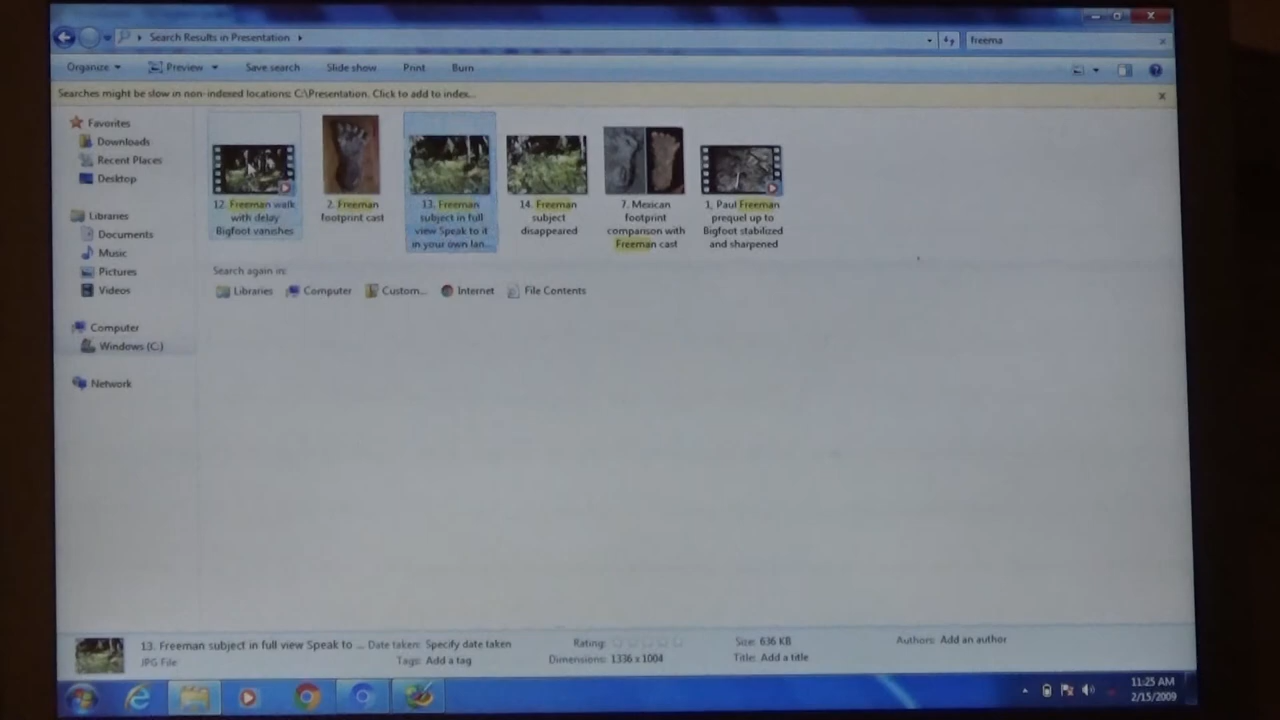 Search Results in Presentation
freema
Organize
Preview
Save search
Slide show
Print
Burn
Searches might be slow in non-indexed locations: C:\Presentation. Click to add to index...
Favorites
Downloads
Recent Places
Desktop
Libraries
Documents
Music
Pictures
Videos
Computer
Windows (C:)
Network
12. Freeman walk
with delay
Bigfoot vanishes
2. Freeman
footprint cast
13. Freeman
subject in full
view Speak to it
in your own lan...
14. Freeman
subject
disappeared
7. Mexican
footprint
comparison with
Freeman cast
1. Paul Freeman
prequel up to
Bigfoot stabilized
and sharpened
Search again in:
Libraries
Computer
Custom...
Internet
File Contents
13. Freeman subject in full view Speak to ...
JPG File
Date taken: Specify date taken
Tags: Add a tag
Rating:
Dimensions: 1336 x 1004
Size: 636 KB
Title: Add a title
Authors: Add an author
11:25 AM
2/15/2009